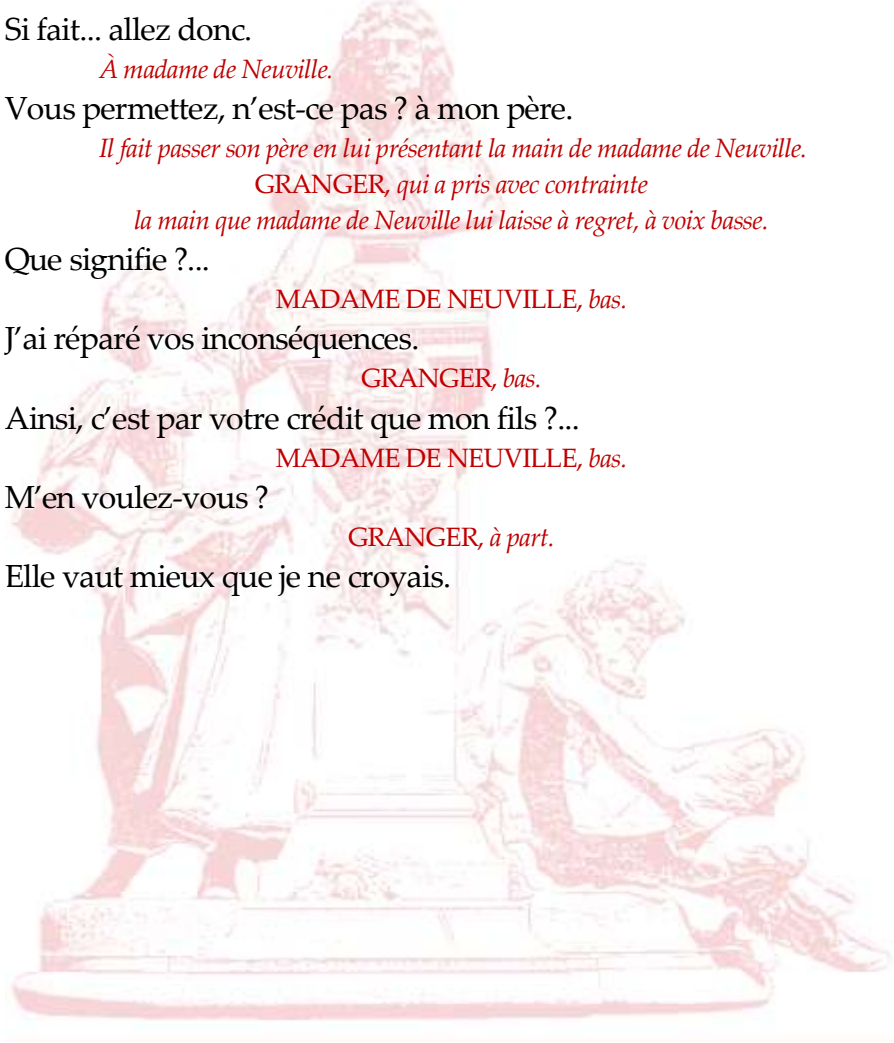 Si fait... allez donc.
À madame de Neuville.
Vous permettez, n’est-ce pas ? à mon père.
Il fait passer son père en lui présentant la main de madame de Neuville.
GRANGER, qui a pris avec contrainte
la main que madame de Neuville lui laisse à regret, à voix basse.
Que signifie ?...
MADAME DE NEUVILLE, bas.
J’ai réparé vos inconséquences.
GRANGER, bas.
Ainsi, c’est par votre crédit que mon fils ?...
MADAME DE NEUVILLE, bas.
M’en voulez-vous ?
GRANGER, à part.
Elle vaut mieux que je ne croyais.